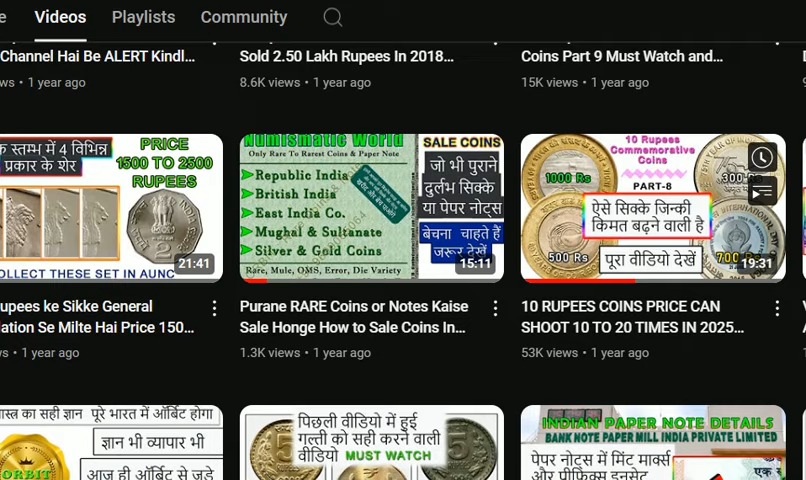 Videos
Playlists
Community
Channel Hai Be ALERT Kindl...
1 year ago
Sold 2.50 Lakh Rupees In 2018...
8.6K views • 1 year ago
Coins Part 9 Must Watch and...
15K views • 1 year ago
स्तम्भ में 4 विभिन्न
प्रकार के शेर
PRICE
1500 TO 2500
RUPEES
2
COLLECT THESE SET IN AUNC
21:41
upees ke Sikke General
lation Se Milte Hai Price 150...
1 year ago
Numismatic World
Only Rare To Rarest Coins & Paper Note
Republic India
British India
East India Co.
Mughal & Sultanate
Silver & Gold Coins
Rare, Mule, OMS, Error, Die Variety
SALE COINS
जो भी पुराने
दुर्लभ सिक्के
या पेपर नोट्स
बेचना चाहते हैं
जरूर देखें
15:11
Purane RARE Coins or Notes Kaise
Sale Honge How to Sale Coins In...
1.3K views • 1 year ago
10 Rupees
Commemorative
Coins
PART-8
1000 Rs
300
ऐसे सिक्के जिन्की
किमत बढ़ने वाली है
500 Rs
700
पूरा वीडियो देखें
19:31
10 RUPEES COINS PRICE CAN
SHOOT 10 TO 20 TIMES IN 2025...
53K views • 1 year ago
का सही ज्ञान पूरे भारत में ऑर्बिट होगा
ज्ञान भी व्यापार भी
आज ही ऑर्बिट से जुड़े
ORBIT
पिछली वीडियो में हुई
गल्ती को सही करने वाली
वीडियो MUST WATCH
5
5
INDIAN PAPER NOTE DETAILS
BANK NOTE PAPER MILL INDIA PRIVATE LIMITED
पेपर नोट्स में मिंट मार्क्स
और प्रीफिक्स इनसेट